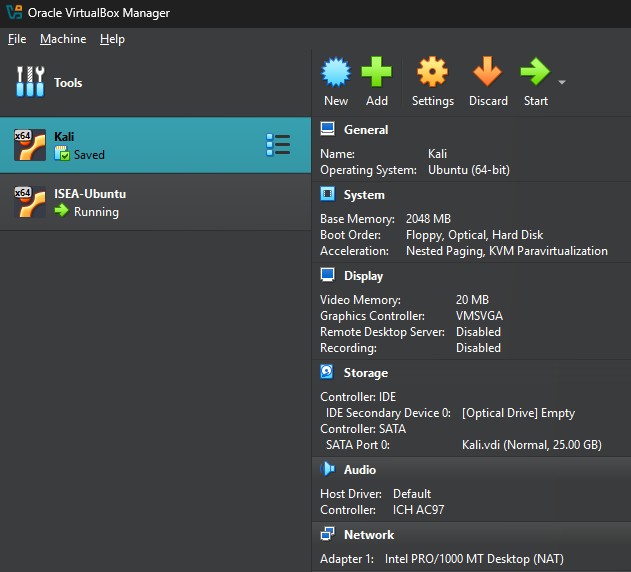 Oracle VirtualBox Manager
File Machine Help
Tools
New Add Settings Discard Start
x64 Kali
Saved
x64 ISEA-Ubuntu
Running
General
Name: Kali
Operating System: Ubuntu (64-bit)
System
Base Memory: 2048 MB
Boot Order: Floppy, Optical, Hard Disk
Acceleration: Nested Paging, KVM Paravirtualization
Display
Video Memory: 20 MB
Graphics Controller: VMSVGA
Remote Desktop Server: Disabled
Recording: Disabled
Storage
Controller: IDE
IDE Secondary Device 0: [Optical Drive] Empty
Controller: SATA
SATA Port 0: Kali.vdi (Normal, 25.00 GB)
Audio
Host Driver: Default
Controller: ICH AC97
Network
Adapter 1: Intel PRO/1000 MT Desktop (NAT)